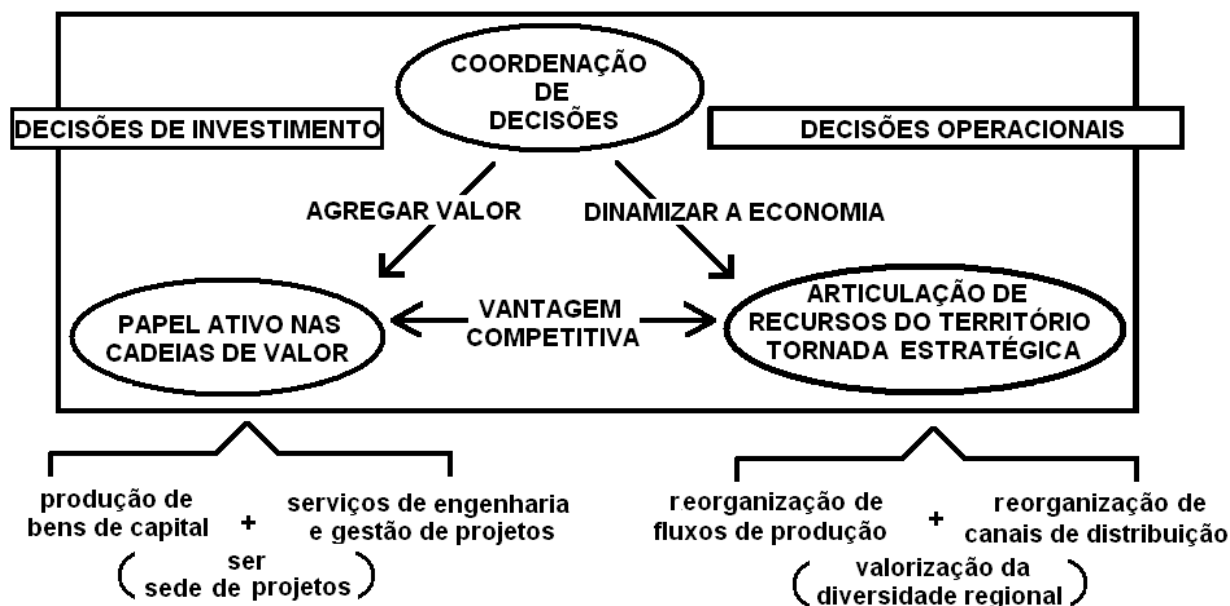 COORDENAÇÃO
DE
DECISÕES
DECISÕES DE INVESTIMENTO
DECISÕES OPERACIONAIS
AGREGAR VALOR
DINAMIZAR A ECONOMIA
PAPEL ATIVO NAS
CADEIAS DE VALOR
VANTAGEM
COMPETITIVA
ARTICULAÇÃO DE
RECURSOS DO TERRITÓRIO
TORNADA ESTRATÉGICA
produção de
bens de capital
+
serviços de engenharia
e gestão de projetos
(ser
sede de projetos)
reorganização de
fluxos de produção
+
reorganização de
canais de distribuição
(valorização da
diversidade regional)